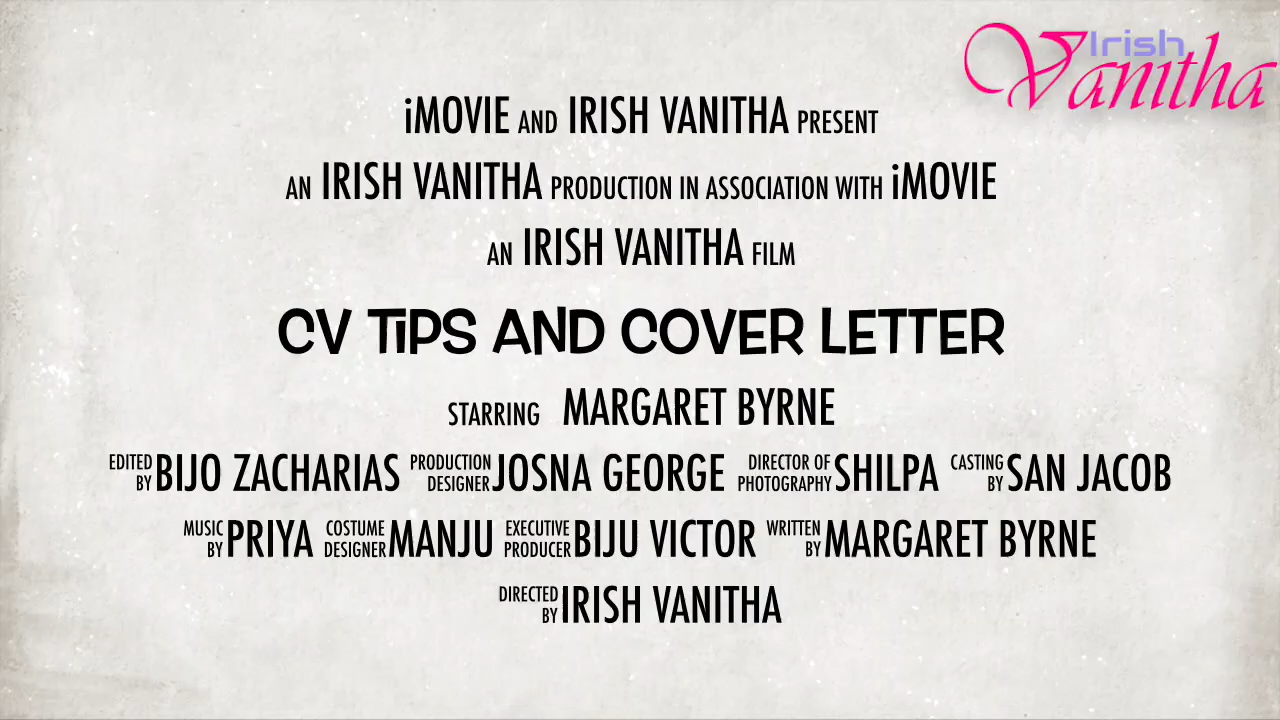 Irish
Vanitha
iMOVIE AND IRISH VANITHA PRESENT
AN IRISH VANITHA PRODUCTION IN ASSOCIATION WITH iMOVIE
AN IRISH VANITHA FILM
CV TiPS AND COVER LETTER
STARRING MARGARET BYRNE
EDITED BY BIJO ZACHARIAS PRODUCTION DESIGNER JOSNA GEORGE DIRECTOR OF PHOTOGRAPHY SHILPA CASTING BY SAN JACOB
MUSIC BY PRIYA COSTUME DESIGNER MANJU EXECUTIVE PRODUCER BIJU VICTOR WRITTEN BY MARGARET BYRNE
DIRECTED BY IRISH VANITHA